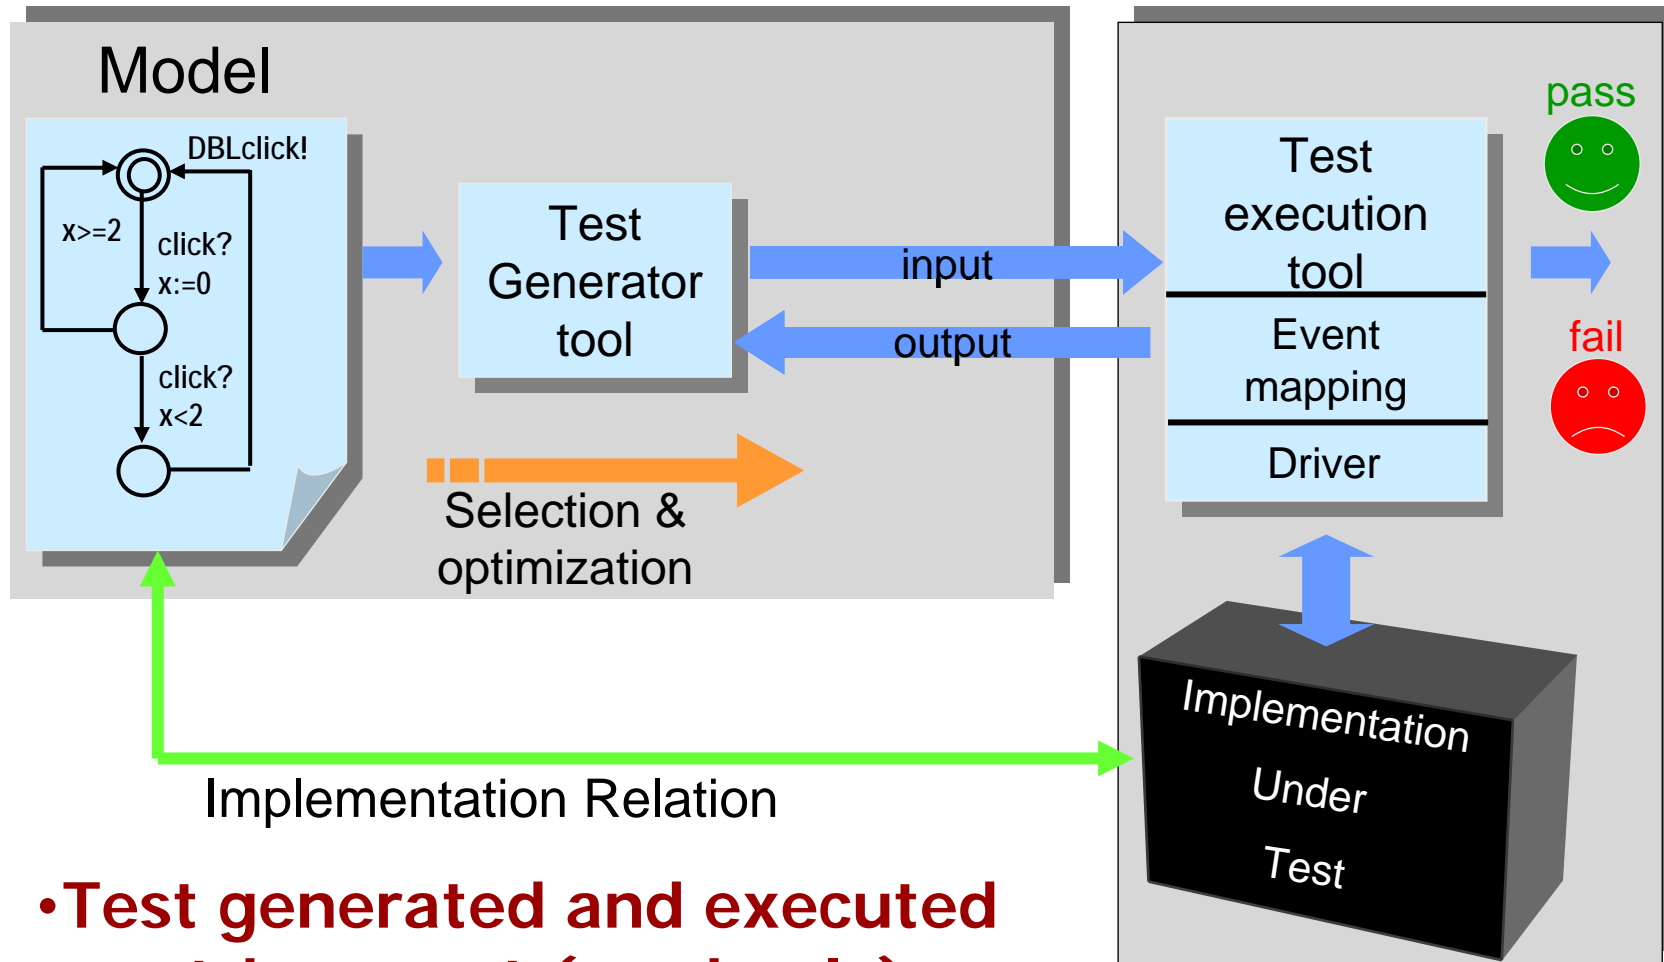 Model
DBLclick!
x>=2
click?
x:=0
click?
x<2
Test
Generator
tool
input
output
Selection &
optimization
Test
execution
tool
Event
mapping
Driver
pass
fail
Implementation
Under
Test
Implementation Relation
•Test generated and executed